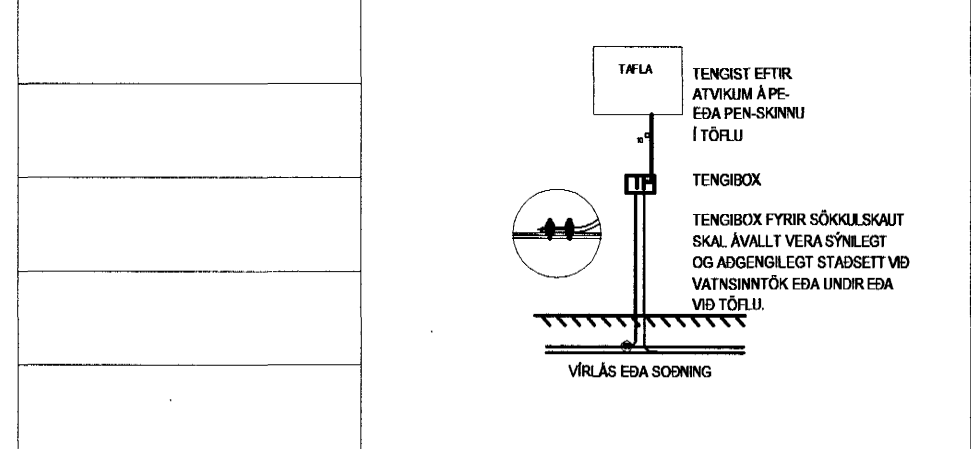 TAFLA
TENGIST EFTIR
ATVIKUM Á PE-
EÐA PEN-SKINNU
Í TÖFLU
10
TENGIBOX
TENGIBOX FYRIR SÖKKULSKAUT
SKAL ÁVALLT VERA SÝNILEGT
OG AÐGENGILEGT STAÐSETT VIÐ
VATNSINNTÖK EÐA UNDIR EÐA
VIÐ TÖFLU.
VÍRLÁS EÐA SOÐNING